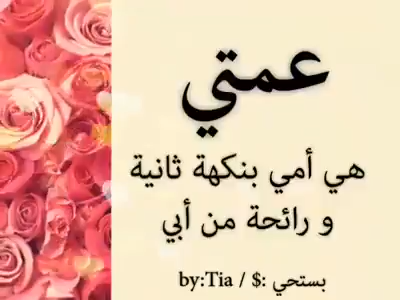 عمتي
هي أمي بنكهة ثانية
و رائحة من أبي
by:Tia / $: بستحي